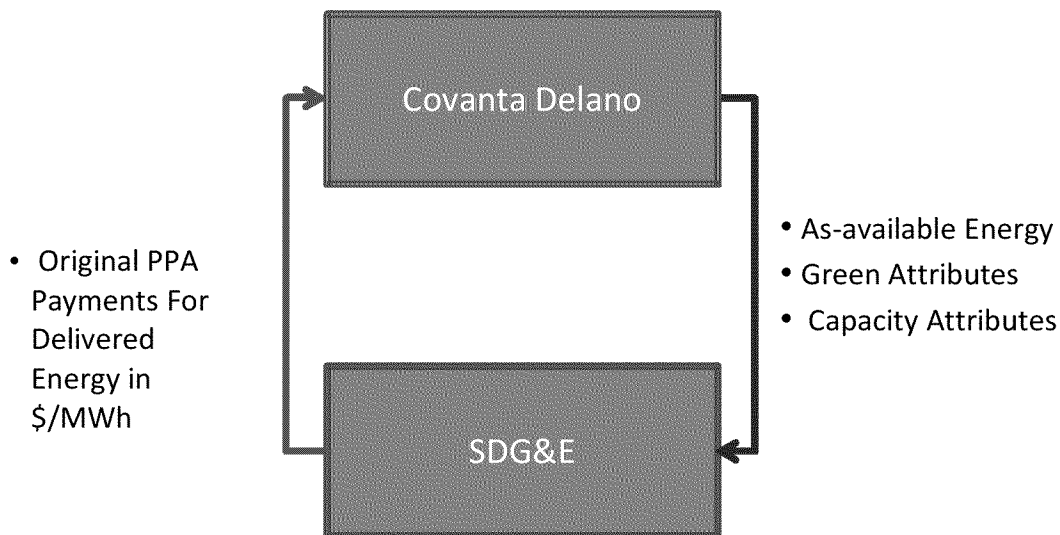 Covanta Delano
• Original PPA
Payments For
Delivered
Energy in
$/MWh
• As-available Energy
• Green Attributes
• Capacity Attributes
SDG&E